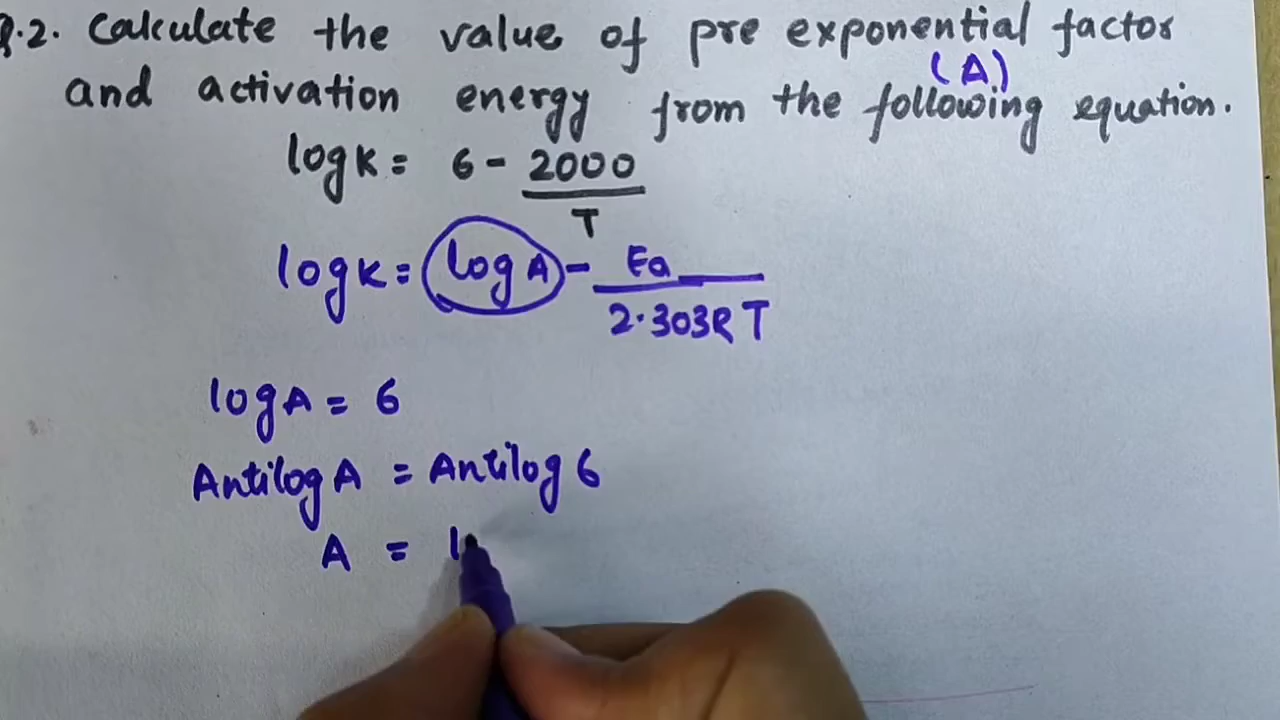 Q.2. Calculate the value of pre exponential factor
(A)
and activation energy from the following equation.
log K = 6 - 2000
T
log K = log A - Ea
2.303R T
log A = 6
Antilog A = Antilog 6
A = 1